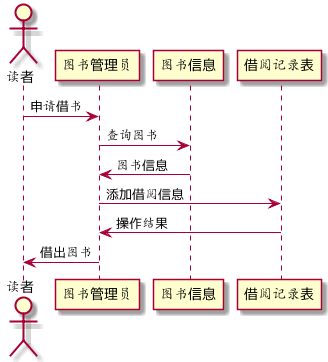 读者
图书管理员
图书信息
借阅记录表
申请借书
查询图书
图书信息
添加借阅信息
操作结果
借出图书
读者
图书管理员
图书信息
借阅记录表